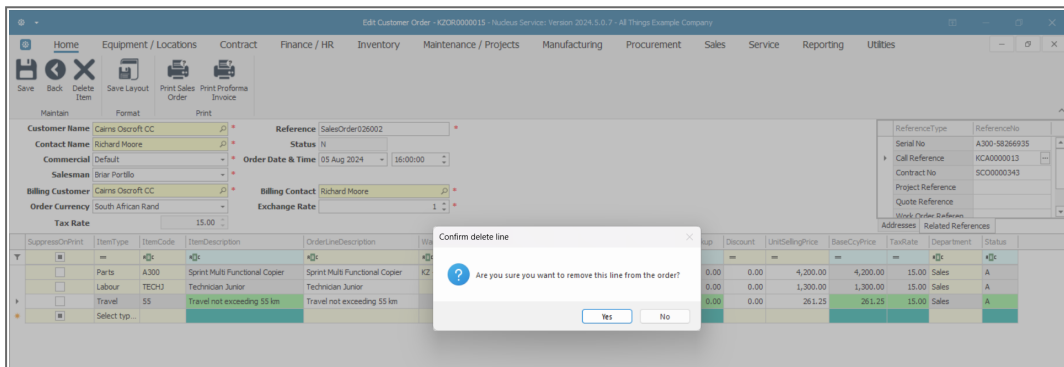 Edit Customer Order - KZOR0000015 - Nucleus Service: Version 2024.5.0.7 - All Things Example Company
Home Equipment / Locations Contract Finance / HR Inventory Maintenance / Projects Manufacturing Procurement Sales Service Reporting Utilities
Save Back Delete Item Save Layout Print Sales Order Print Proforma Invoice
Maintain Format Print
Customer Name Cairns Oscroft CC * Reference SalesOrder026002 *
Contact Name Richard Moore * Status N
Commercial Default * Order Date & Time 05 Aug 2024 16:00:00
Salesman Briar Portillo *
Billing Customer Cairns Oscroft CC * Billing Contact Richard Moore *
Order Currency South African Rand Exchange Rate 1 *
Tax Rate 15.00
ReferenceType ReferenceNo
Serial No A300-58266935
Call Reference KCA0000013
Contract No SCO0000343
Project Reference
Quote Reference
Work Order Referen
Addresses Related References
SuppressOnPrint ItemType ItemCode ItemDescription OrderLineDescription Wa up Discount UnitSellingPrice BaseCcyPrice TaxRate Department Status
Parts A300 Sprint Multi Functional Copier Sprint Multi Functional Copier KZ 0.00 0.00 4,200.00 4,200.00 15.00 Sales A
Labour TECHJ Technician Junior Technician Junior 0.00 0.00 1,300.00 1,300.00 15.00 Sales A
Travel 55 Travel not exceeding 55 km Travel not exceeding 55 km 0.00 0.00 261.25 261.25 15.00 Sales A
Select typ...
Confirm delete line
Are you sure you want to remove this line from the order?
Yes No